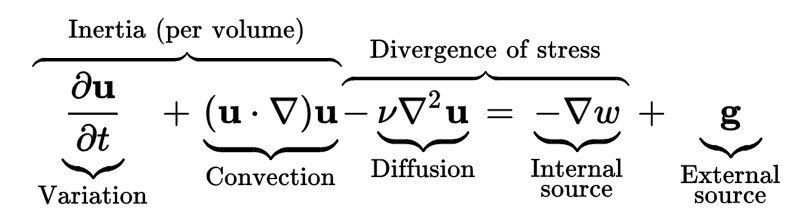 Inertia (per volume)
Divergence of stress
∂𝐮/∂t + (𝐮 · ∇)𝐮 − ν∇²𝐮 = −∇w + 𝐠
Variation
Convection
Diffusion
Internal
source
External
source